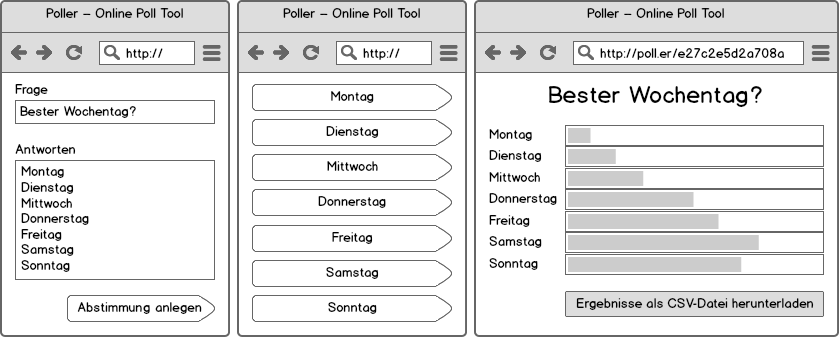 Poller – Online Poll Tool
http://
Frage
Bester Wochentag?
Antworten
Montag
Dienstag
Mittwoch
Donnerstag
Freitag
Samstag
Sonntag
Abstimmung anlegen
Poller – Online Poll Tool
http://
Montag
Dienstag
Mittwoch
Donnerstag
Freitag
Samstag
Sonntag
Poller – Online Poll Tool
http://poll.er/e27c2e5d2a708a
Bester Wochentag?
Montag
Dienstag
Mittwoch
Donnerstag
Freitag
Samstag
Sonntag
Ergebnisse als CSV-Datei herunterladen